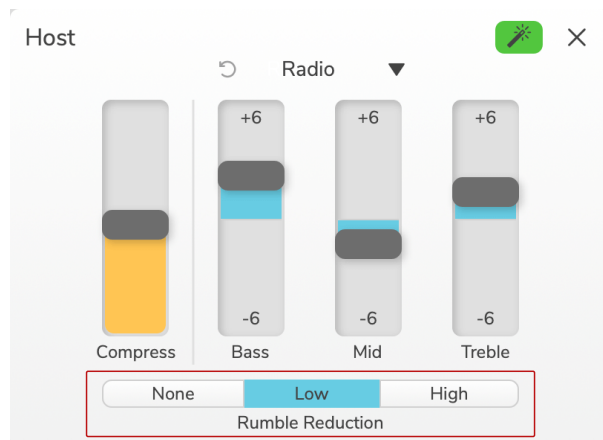 Host
Radio
+6 +6 +6
-6 -6 -6
Compress Bass Mid Treble
None Low High
Rumble Reduction